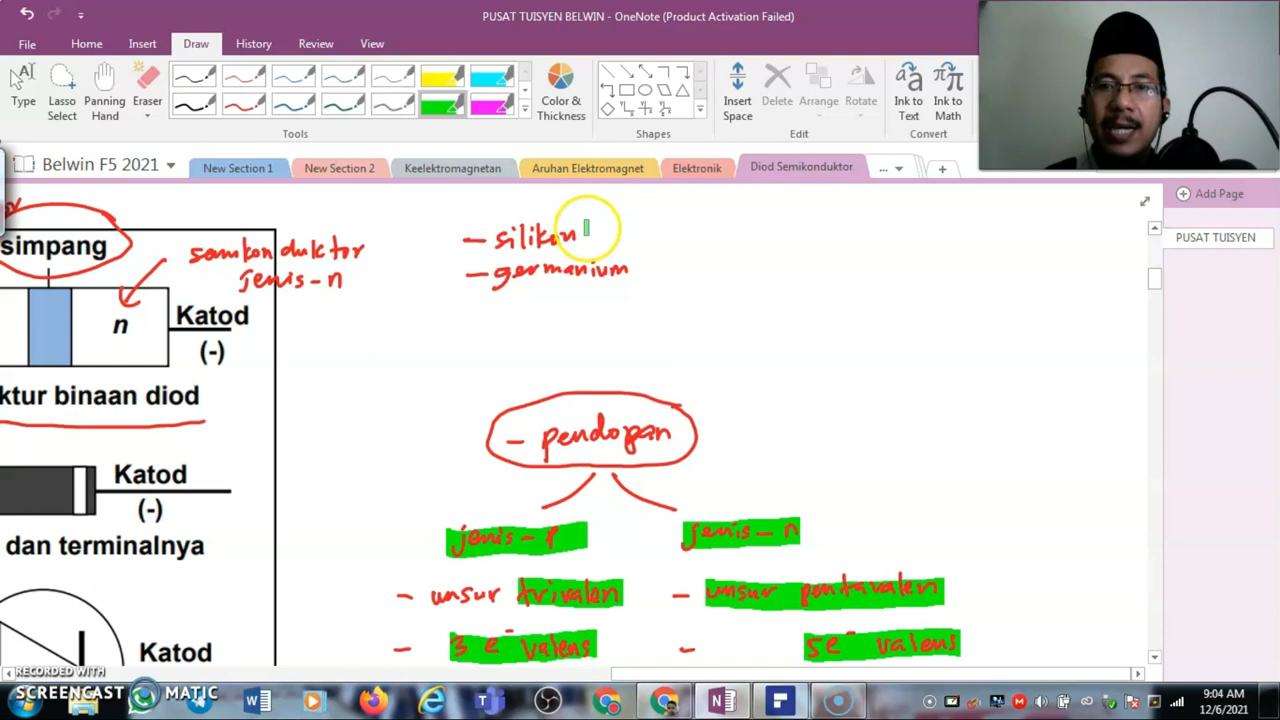 PUSAT TUISYEN BELWIN - OneNote (Product Activation Failed)
File Home Insert Draw History Review View
Type
Lasso Select
Panning Hand
Eraser
Color & Thickness
Insert Space
Delete
Arrange
Rotate
Ink to Text
Ink to Math
Tools Shapes Edit Convert
Belwin F5 2021
New Section 1 New Section 2 Keelektromagnetan Aruhan Elektromagnet Elektronik Diod Semikonduktor ...
Add Page
PUSAT TUISYEN
simpang
semkonduktor
jenis-n
n
Katod
(-)
ktur binaan diod
Katod
(-)
dan terminalnya
Katod
- silikon
- germanium
- pendopan
jenis-p jenis-n
- unsur trivalen - unsur pentavalen
- 3 e⁻ valens - 5e⁻ valens
RECORDED WITH
SCREENCAST MATIC
9:04 AM
12/6/2021